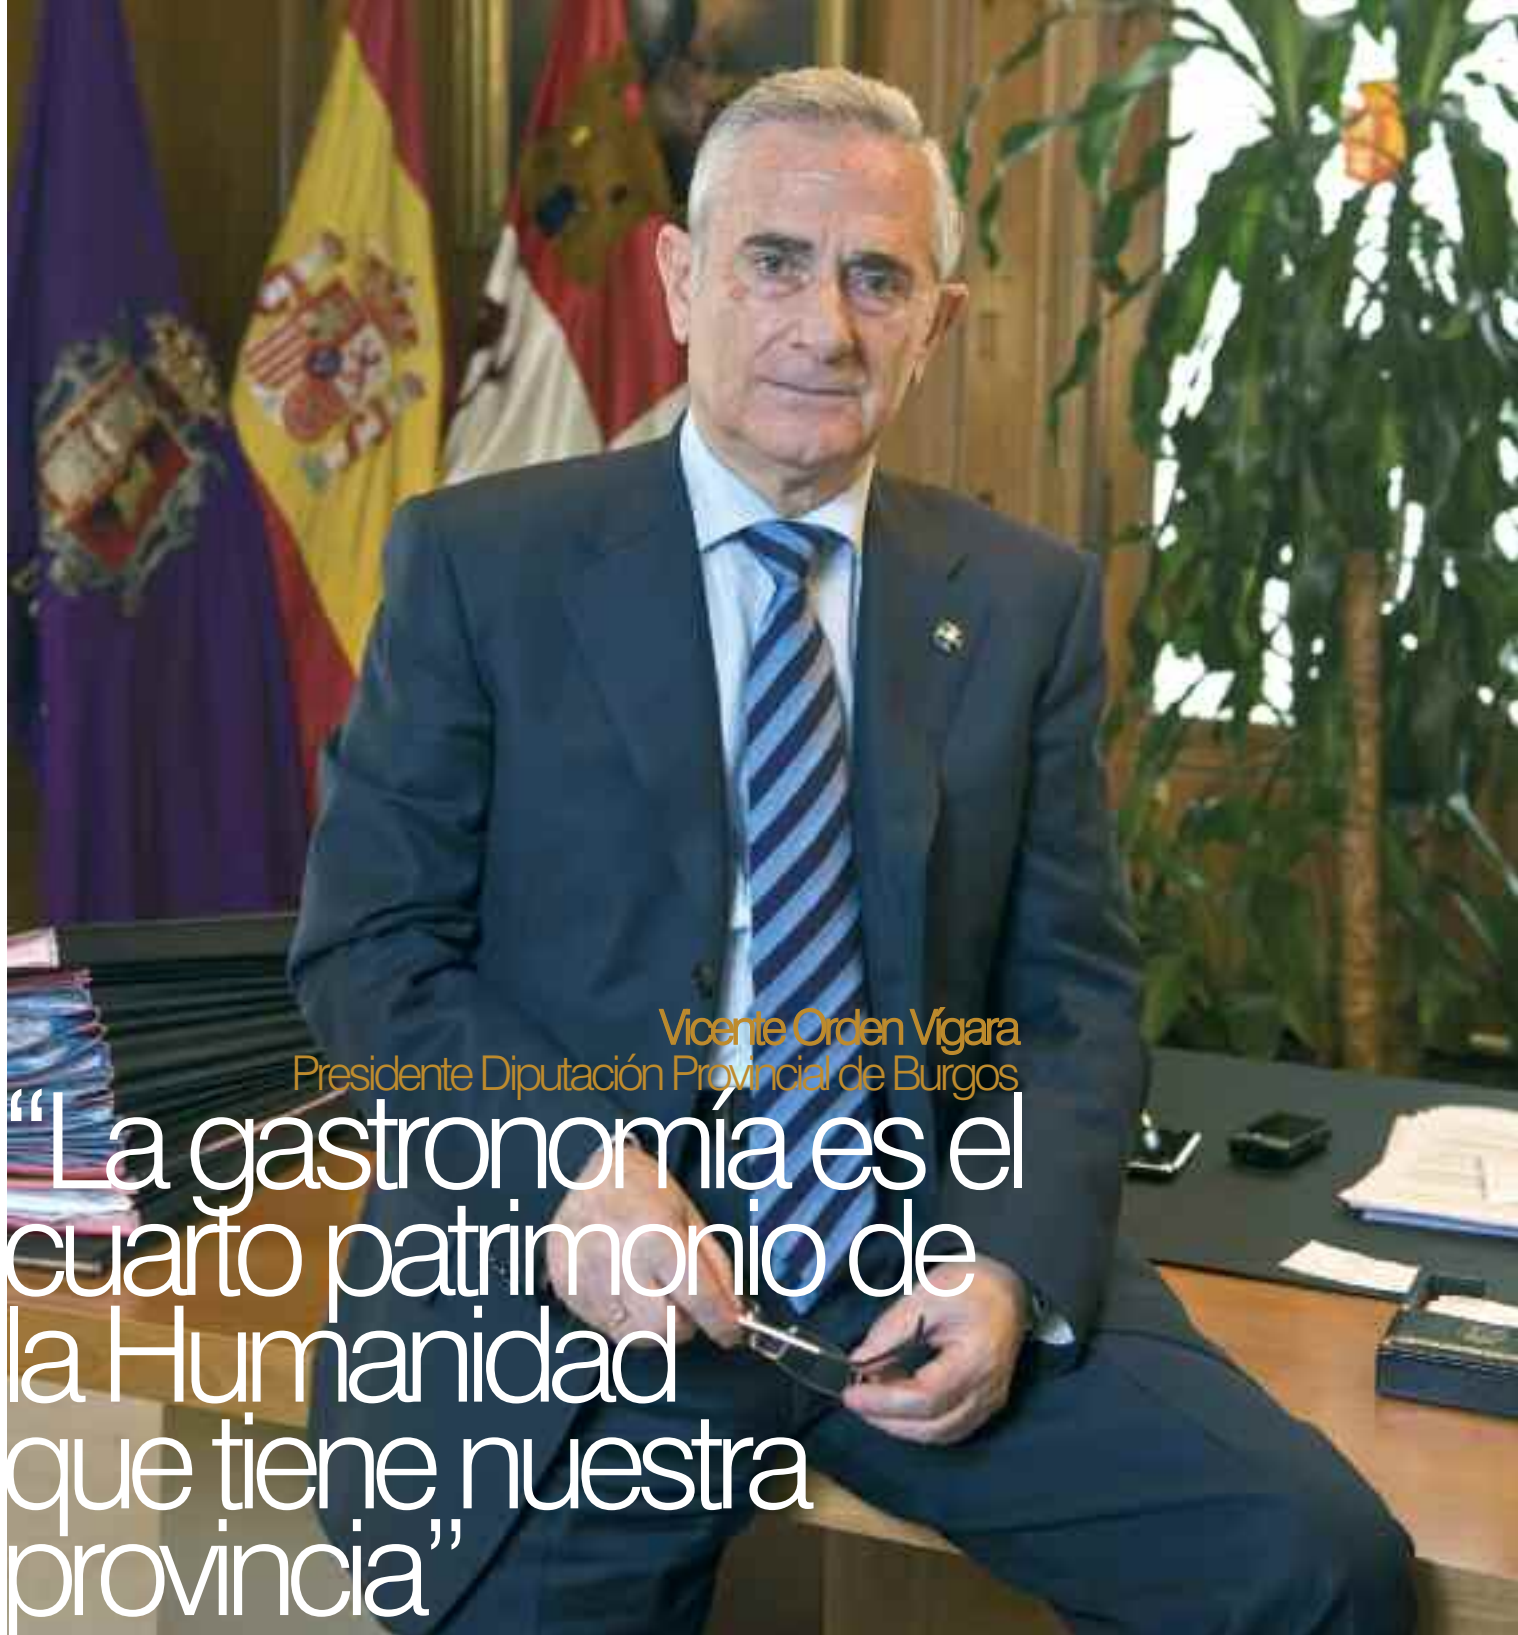 Vicente Orden Vígara
Presidente Diputación Provincial de Burgos
“La gastronomía es el
cuarto patrimonio de
la Humanidad
que tiene nuestra
provincia”